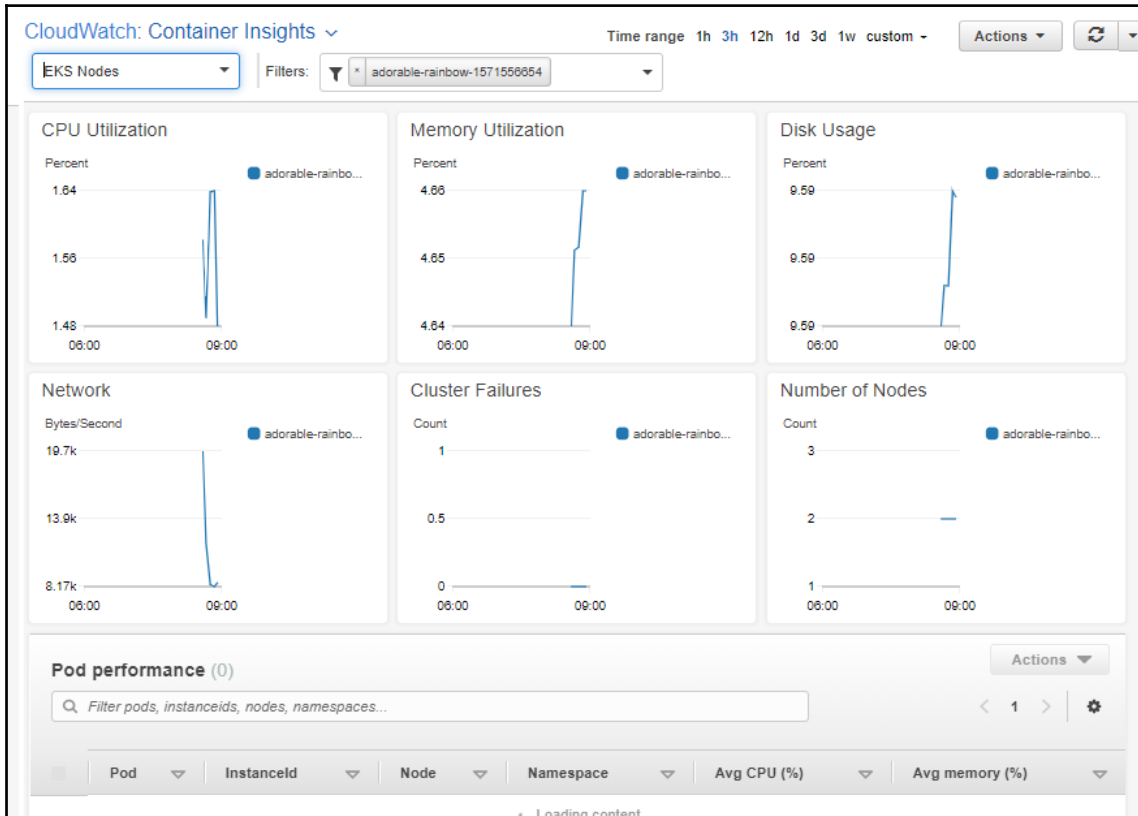 CloudWatch: Container Insights
Time range 1h 3h 12h 1d 3d 1w custom
Actions
EKS Nodes
Filters:
× adorable-rainbow-1571556654
CPU Utilization
Percent
adorable-rainbo...
1.64
1.56
1.48
06:00 09:00
Memory Utilization
Percent
adorable-rainbo...
4.66
4.65
4.64
06:00 09:00
Disk Usage
Percent
adorable-rainbo...
9.59
9.59
9.59
06:00 09:00
Network
Bytes/Second
adorable-rainbo...
19.7k
13.9k
8.17k
06:00 09:00
Cluster Failures
Count
adorable-rainbo...
1
0.5
0
06:00 09:00
Number of Nodes
Count
adorable-rainbo...
3
2
1
06:00 09:00
Pod performance (0)
Actions
Filter pods, instanceids, nodes, namespaces...
< 1 >
Pod InstanceId Node Namespace Avg CPU (%) Avg memory (%)
Loading content